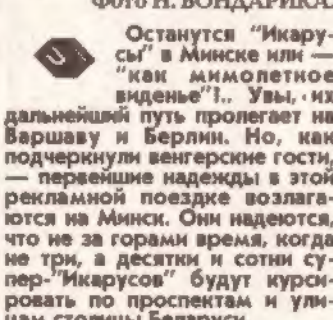 Фото Н. БОНДАРИКА.
Останутся "Икару-
сы" в Минске или —
"как мимолетное
виденье"?.. Увы, их
дальнейший путь пролегает на
Варшаву и Берлин. Но, как
подчеркнули венгерские гости,
— первейшие надежды в этой
рекламной поездке возлага-
ются на Минск. Они надеются,
что не за горами время, когда
не три, а десятки и сотни су-
пер-"Икарусов" будут курси-
ровать по проспектам и ули-
цам столицы Беларуси.